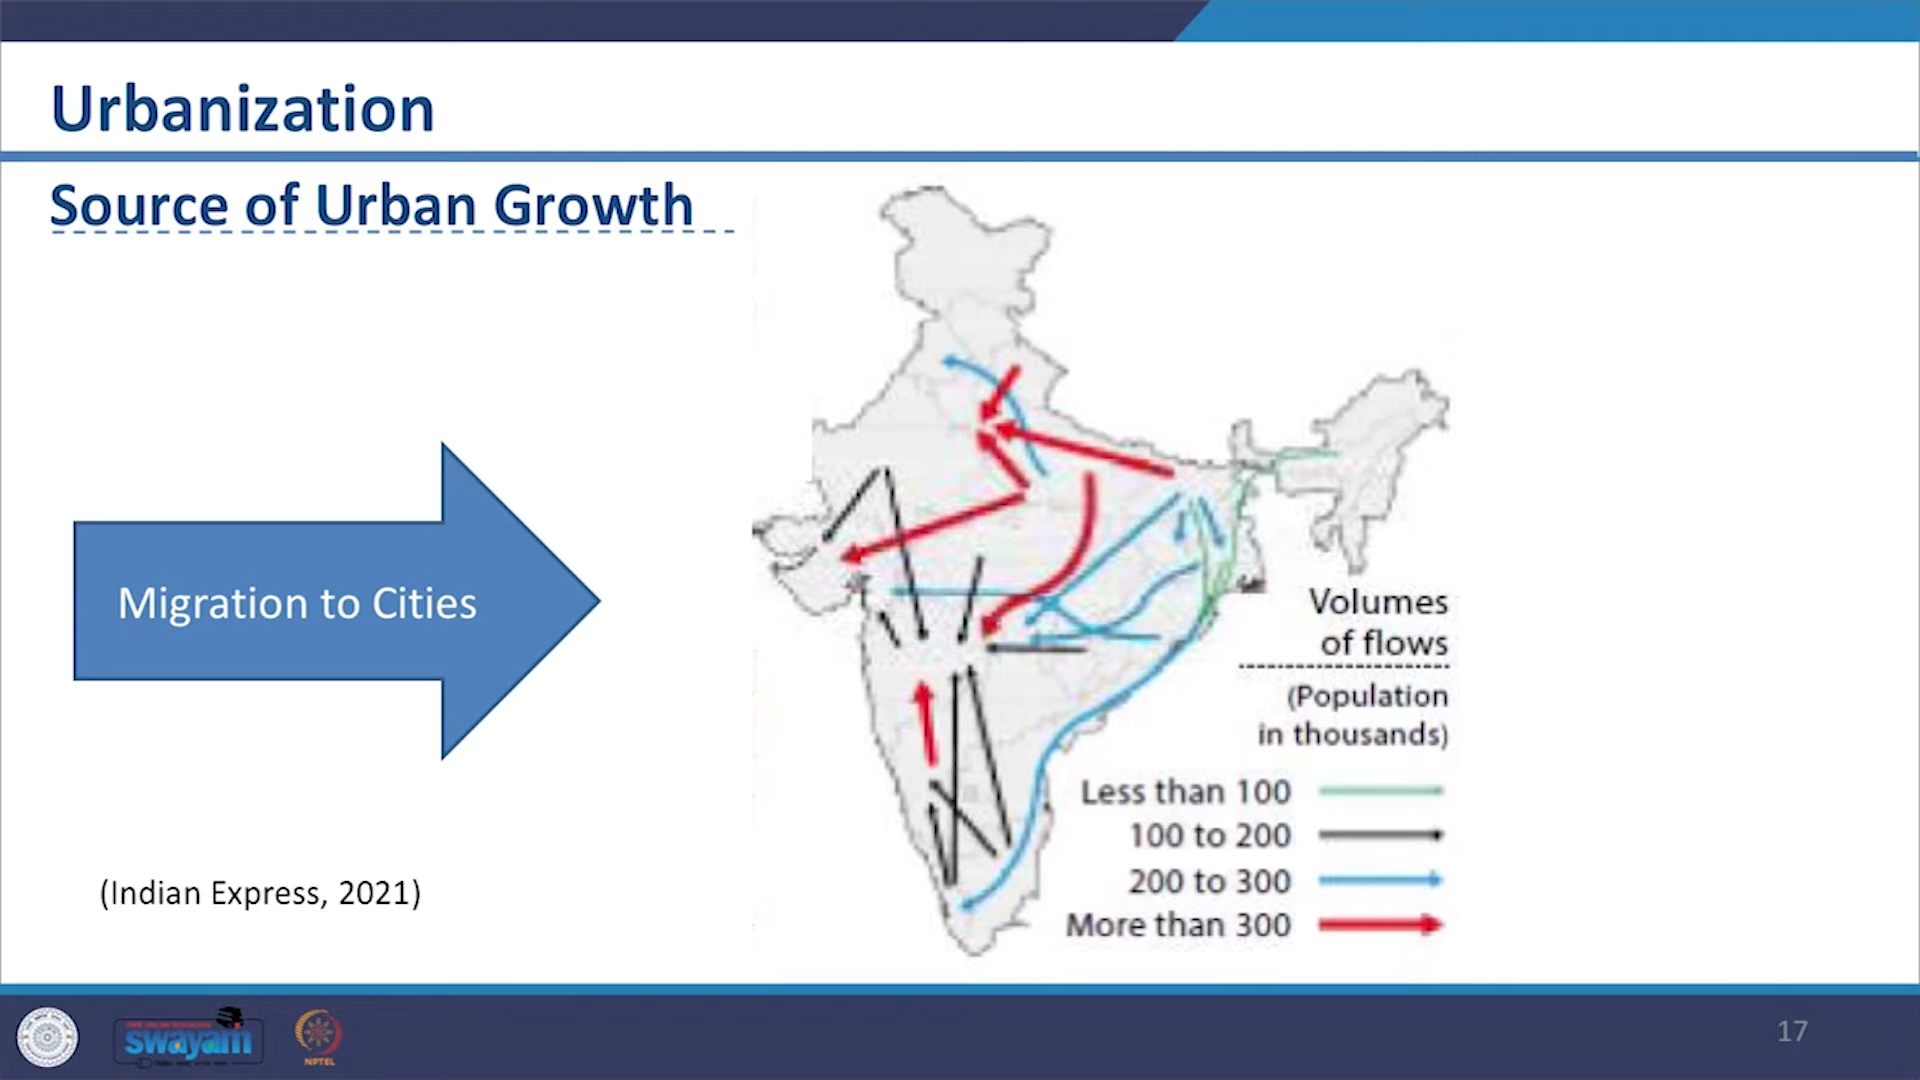 Urbanization
Source of Urban Growth
Migration to Cities
(Indian Express, 2021)
Volumes
of flows
(Population
in thousands)
Less than 100
100 to 200
200 to 300
More than 300
swayam
NPTEL
17